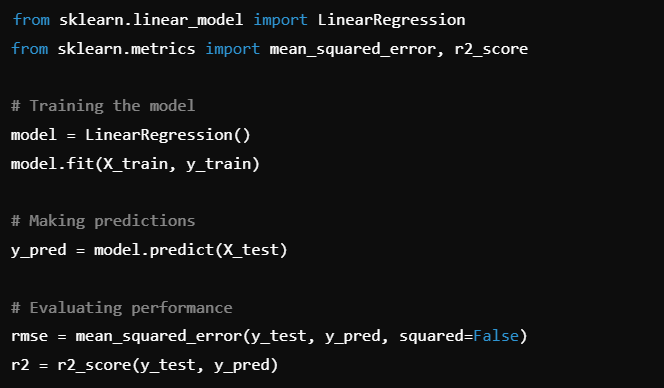 from sklearn.linear_model import LinearRegression
from sklearn.metrics import mean_squared_error, r2_score
# Training the model
model = LinearRegression()
model.fit(X_train, y_train)
# Making predictions
y_pred = model.predict(X_test)
# Evaluating performance
rmse = mean_squared_error(y_test, y_pred, squared=False)
r2 = r2_score(y_test, y_pred)